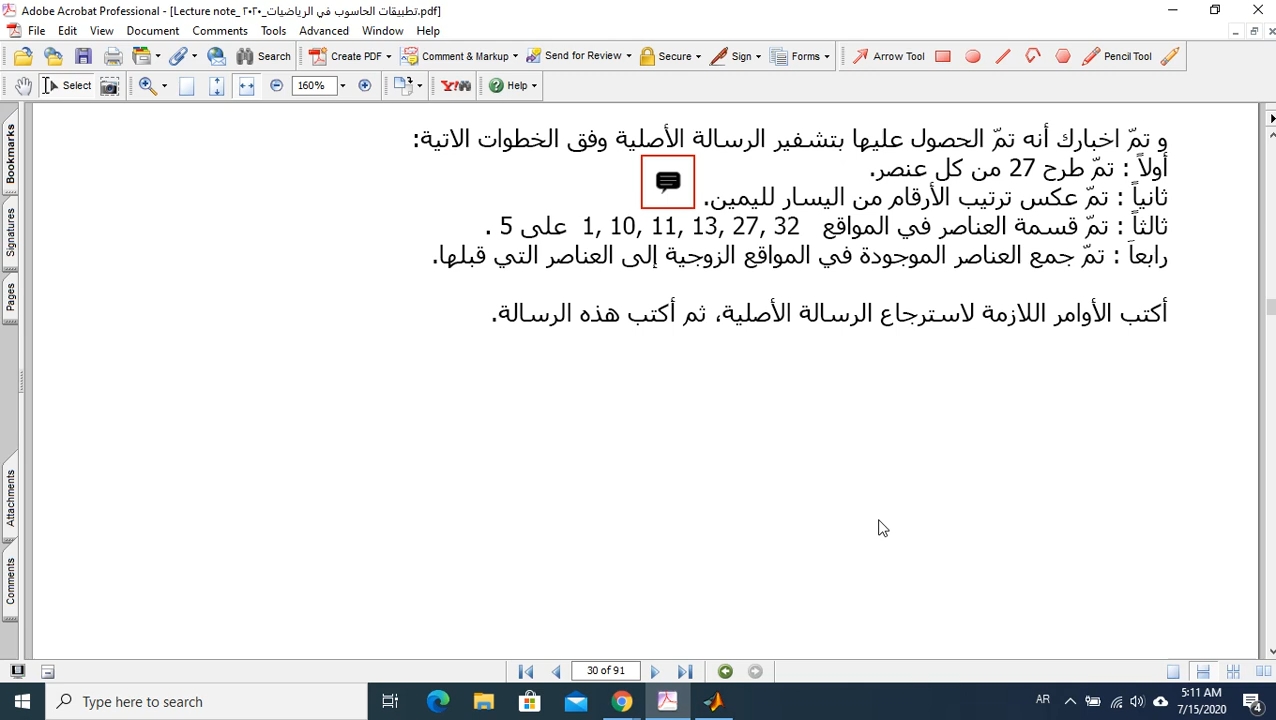 Adobe Acrobat Professional - [Lecture note_ تطبيقات الحاسوب في الرياضيات_٢٠٢٠.pdf]
File Edit View Document Comments Tools Advanced Window Help
Search Create PDF Comment & Markup Send for Review Secure Sign Forms Arrow Tool Pencil Tool
Select 160% Y! Help
و تمّ اخبارك أنه تمّ الحصول عليها بتشفير الرسالة الأصلية وفق الخطوات الاتية:
أولاً : تمّ طرح 27 من كل عنصر.
ثانياً : تمّ عكس ترتيب الأرقام من اليسار لليمين.
ثالثاً : تمّ قسمة العناصر في المواقع 1, 10, 11, 13, 27, 32 على 5 .
رابعاَ : تمّ جمع العناصر الموجودة في المواقع الزوجية إلى العناصر التي قبلها.
أكتب الأوامر اللازمة لاسترجاع الرسالة الأصلية، ثم أكتب هذه الرسالة.
Bookmarks
Signatures
Pages
Attachments
Comments
30 of 91
Type here to search
AR
5:11 AM
7/15/2020
4